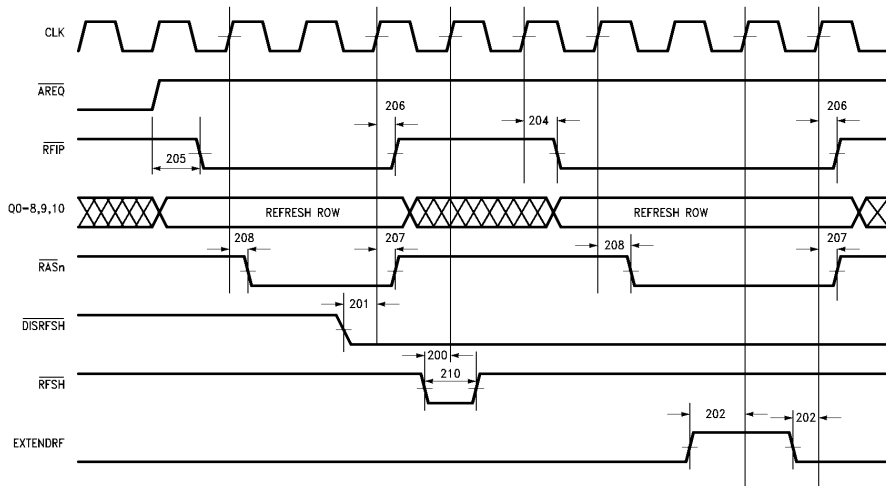 CLK
AREQ
206 204 206
RFIP
205
Q0–8,9,10 REFRESH ROW REFRESH ROW
208 207 208 207
RASn
201
DISRFSH
200
210
RFSH
202 202
EXTENDRF